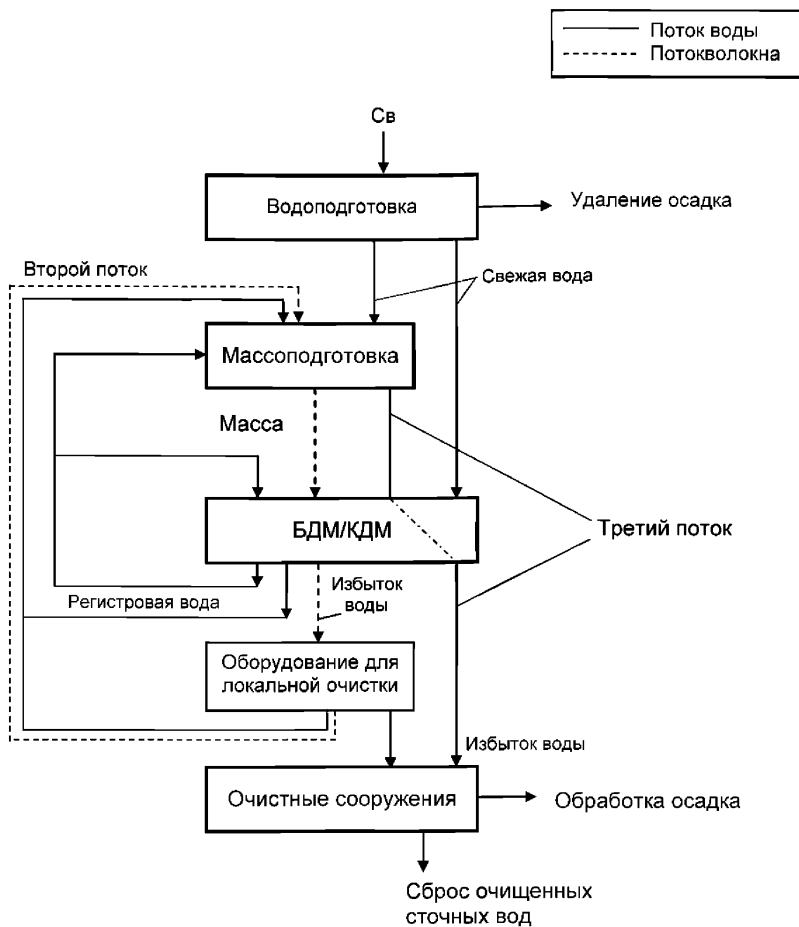 Поток воды
Потокволокна
Св
Водоподготовка
Удаление осадка
Второй поток
Свежая вода
Массоподготовка
Масса
БДМ/КДМ
Третий поток
Избыток
воды
Регистровая вода
Оборудование для
локальной очистки
Избыток воды
Очистные сооружения
Обработка осадка
Сброс очищенных
сточных вод